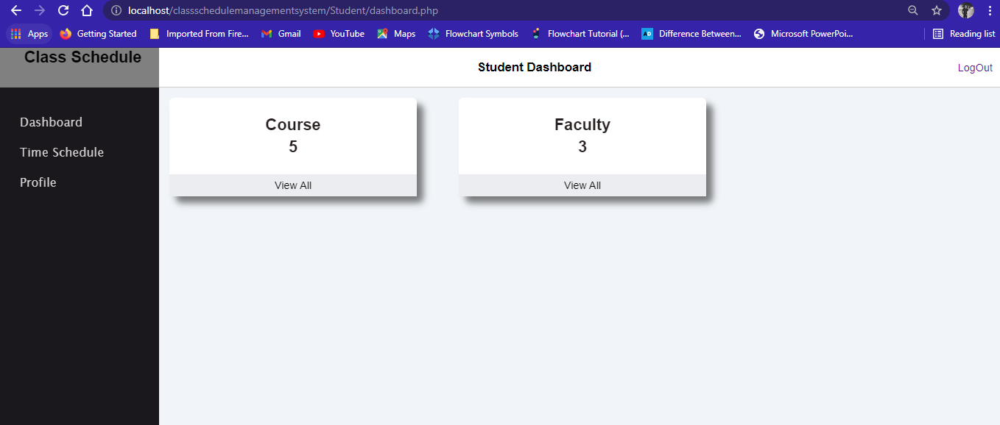 localhost/classschedulemanagementsystem/Student/dashboard.php
Apps Getting Started Imported From Fire... Gmail YouTube Maps Flowchart Symbols Flowchart Tutorial (... Difference Between... Microsoft PowerPoi... Reading list
Class Schedule
Student Dashboard
LogOut
Dashboard
Time Schedule
Profile
Course
5
View All
Faculty
3
View All